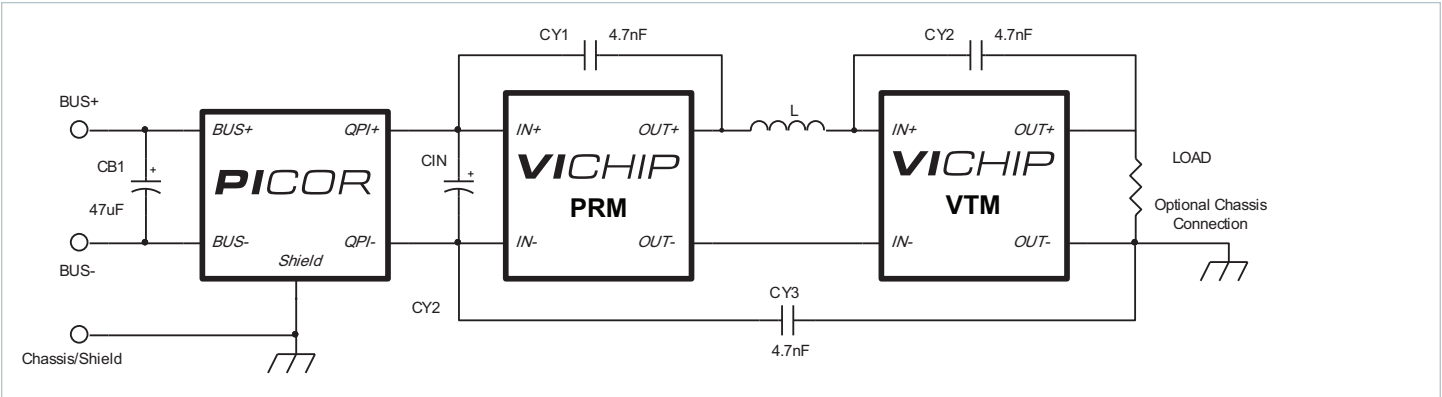 CY1 4.7nF
CY2 4.7nF
BUS+
BUS+ QPI+
CB1
+
47uF
PICOR
BUS- QPI-
Shield
BUS-
Chassis/Shield
CIN
+
IN+ OUT+
VICHIP
PRM
IN- OUT-
L
IN+ OUT+
VICHIP
VTM
IN- OUT-
LOAD
Optional Chassis
Connection
CY2
CY3
4.7nF